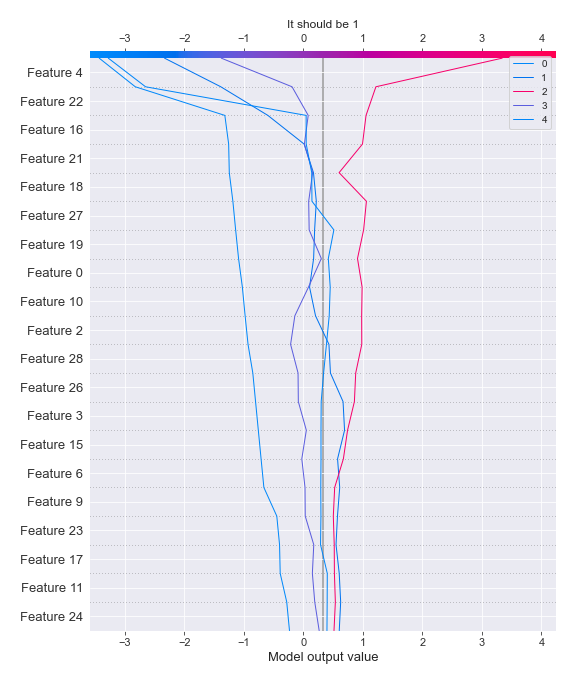 It should be 1
−3 −2 −1 0 1 2 3 4
0
1
2
3
4
Feature 4
Feature 22
Feature 16
Feature 21
Feature 18
Feature 27
Feature 19
Feature 0
Feature 10
Feature 2
Feature 28
Feature 26
Feature 3
Feature 15
Feature 6
Feature 9
Feature 23
Feature 17
Feature 11
Feature 24
−3 −2 −1 0 1 2 3 4
Model output value